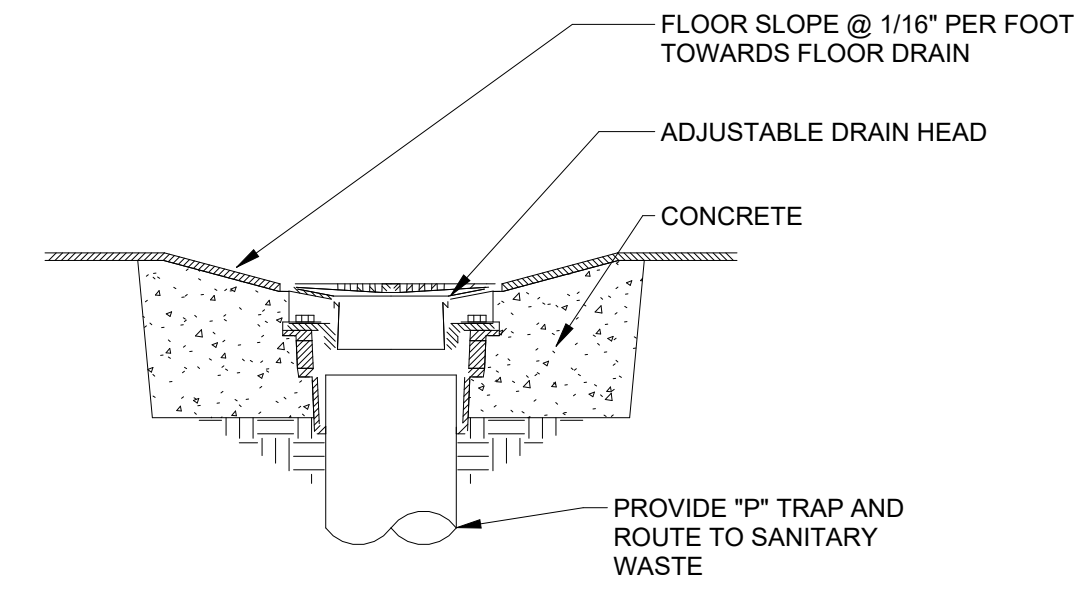 FLOOR SLOPE @ 1/16" PER FOOT
TOWARDS FLOOR DRAIN
ADJUSTABLE DRAIN HEAD
CONCRETE
PROVIDE "P" TRAP AND
ROUTE TO SANITARY
WASTE